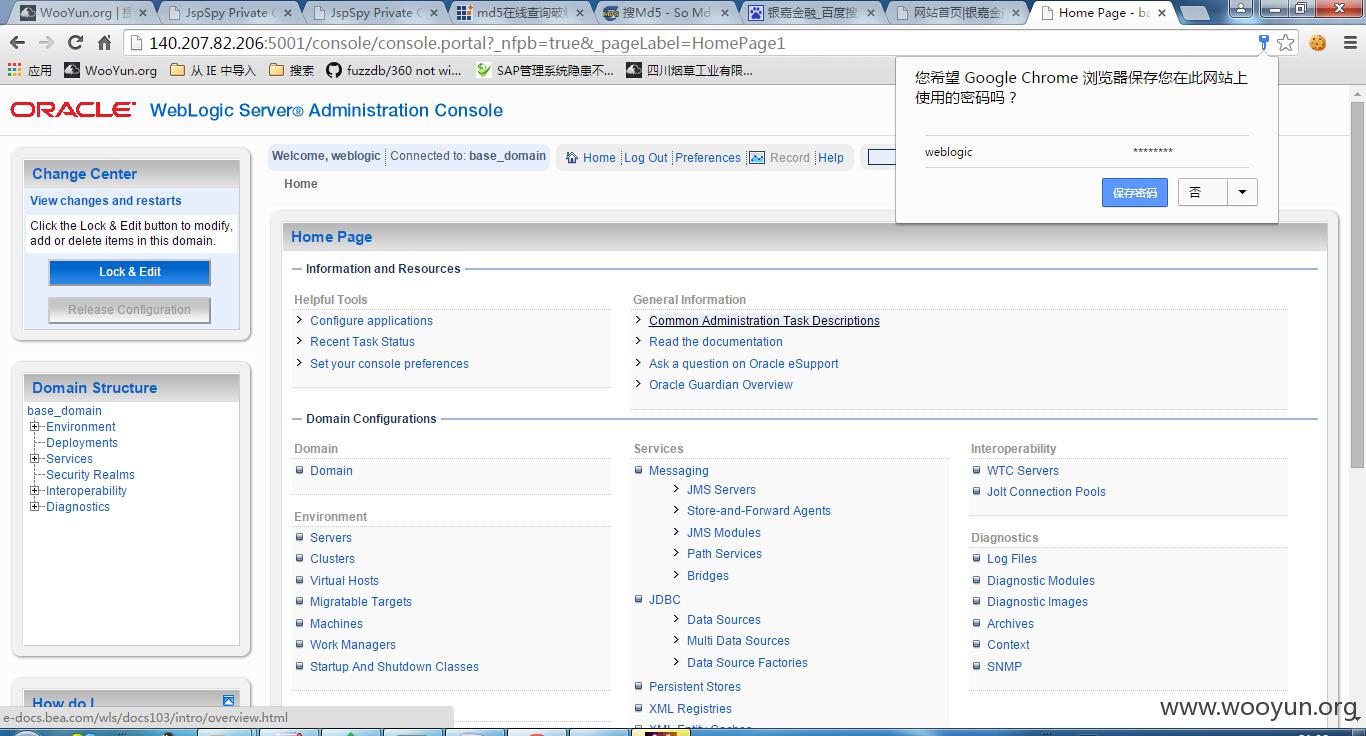 WooYun.org | 
JspSpy Private C
JspSpy Private C
md5在线查询破
搜Md5 - So Md
银嘉金融_百度搜
网站首页|银嘉金
Home Page - ba
140.207.82.206:5001/console/console.portal?_nfpb=true&_pageLabel=HomePage1
应用 WooYun.org 从 IE 中导入 搜索 fuzzdb/360 not wi... SAP管理系统隐患不... 四川烟草工业有限...
您希望 Google Chrome 浏览器保存您在此网站上
使用的密码吗？
weblogic ********
保存密码 否
ORACLE® WebLogic Server® Administration Console
Change Center
View changes and restarts
Click the Lock & Edit button to modify,
add or delete items in this domain.
Lock & Edit
Release Configuration
Domain Structure
base_domain
Environment
Deployments
Services
Security Realms
Interoperability
Diagnostics
How do I
Welcome, weblogic Connected to: base_domain Home Log Out Preferences Record Help
Home
Home Page
Information and Resources
Helpful Tools
Configure applications
Recent Task Status
Set your console preferences
General Information
Common Administration Task Descriptions
Read the documentation
Ask a question on Oracle eSupport
Oracle Guardian Overview
Domain Configurations
Domain
Domain
Environment
Servers
Clusters
Virtual Hosts
Migratable Targets
Machines
Work Managers
Startup And Shutdown Classes
Services
Messaging
JMS Servers
Store-and-Forward Agents
JMS Modules
Path Services
Bridges
JDBC
Data Sources
Multi Data Sources
Data Source Factories
Persistent Stores
XML Registries
XML Entity Caches
Interoperability
WTC Servers
Jolt Connection Pools
Diagnostics
Log Files
Diagnostic Modules
Diagnostic Images
Archives
Context
SNMP
e-docs.bea.com/wls/docs103/intro/overview.html
www.wooyun.org